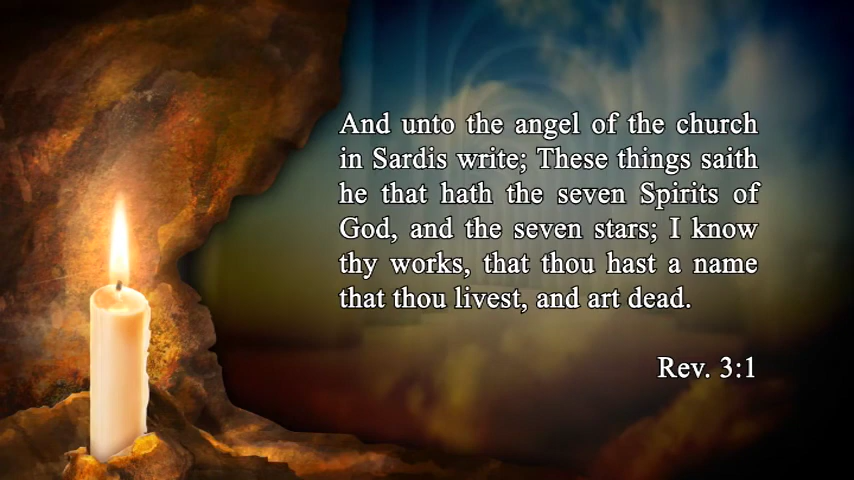 And unto the angel of the church
in Sardis write; These things saith
he that hath the seven Spirits of
God, and the seven stars; I know
thy works, that thou hast a name
that thou livest, and art dead.
Rev. 3:1